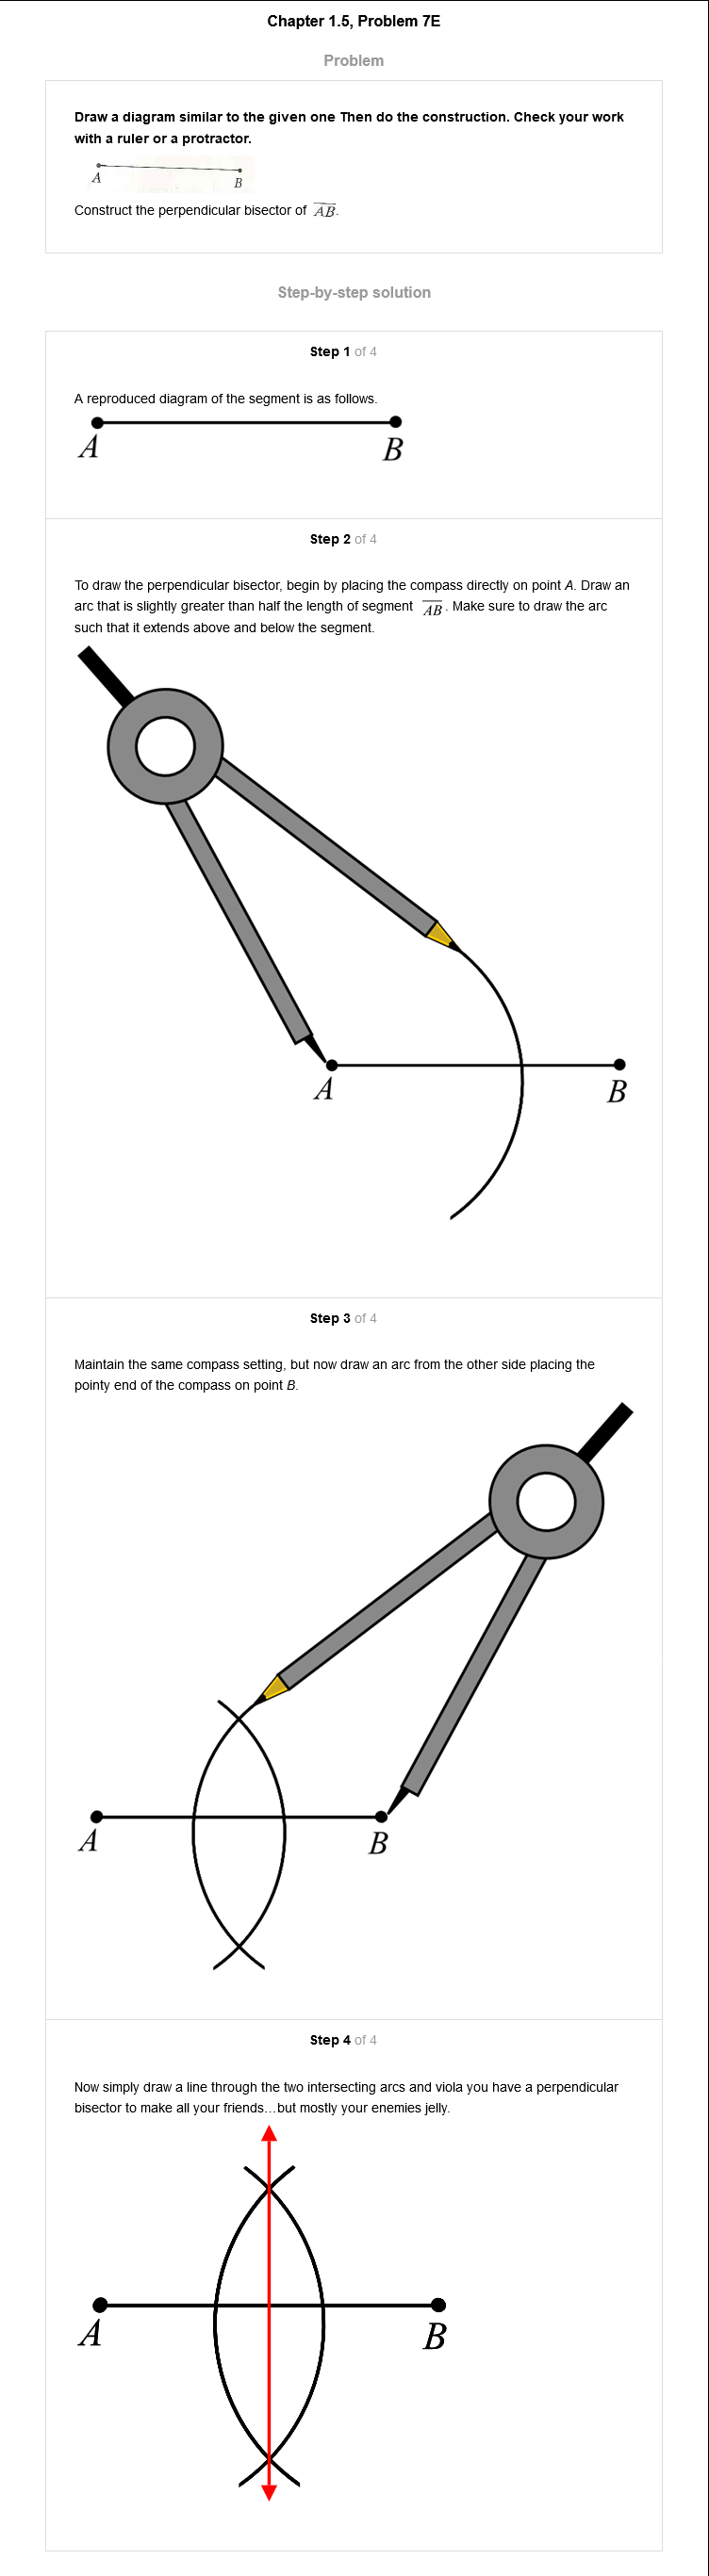 Chapter 1.5, Problem 7E
Problem
Draw a diagram similar to the given one Then do the construction. Check your work
with a ruler or a protractor.
A
B
Construct the perpendicular bisector of AB.
Step-by-step solution
Step 1 of 4
A reproduced diagram of the segment is as follows.
A
B
Step 2 of 4
To draw the perpendicular bisector, begin by placing the compass directly on point A. Draw an
arc that is slightly greater than half the length of segment AB. Make sure to draw the arc
such that it extends above and below the segment.
A
B
Step 3 of 4
Maintain the same compass setting, but now draw an arc from the other side placing the
pointy end of the compass on point B.
A
B
Step 4 of 4
Now simply draw a line through the two intersecting arcs and viola you have a perpendicular
bisector to make all your friends…but mostly your enemies jelly.
A
B